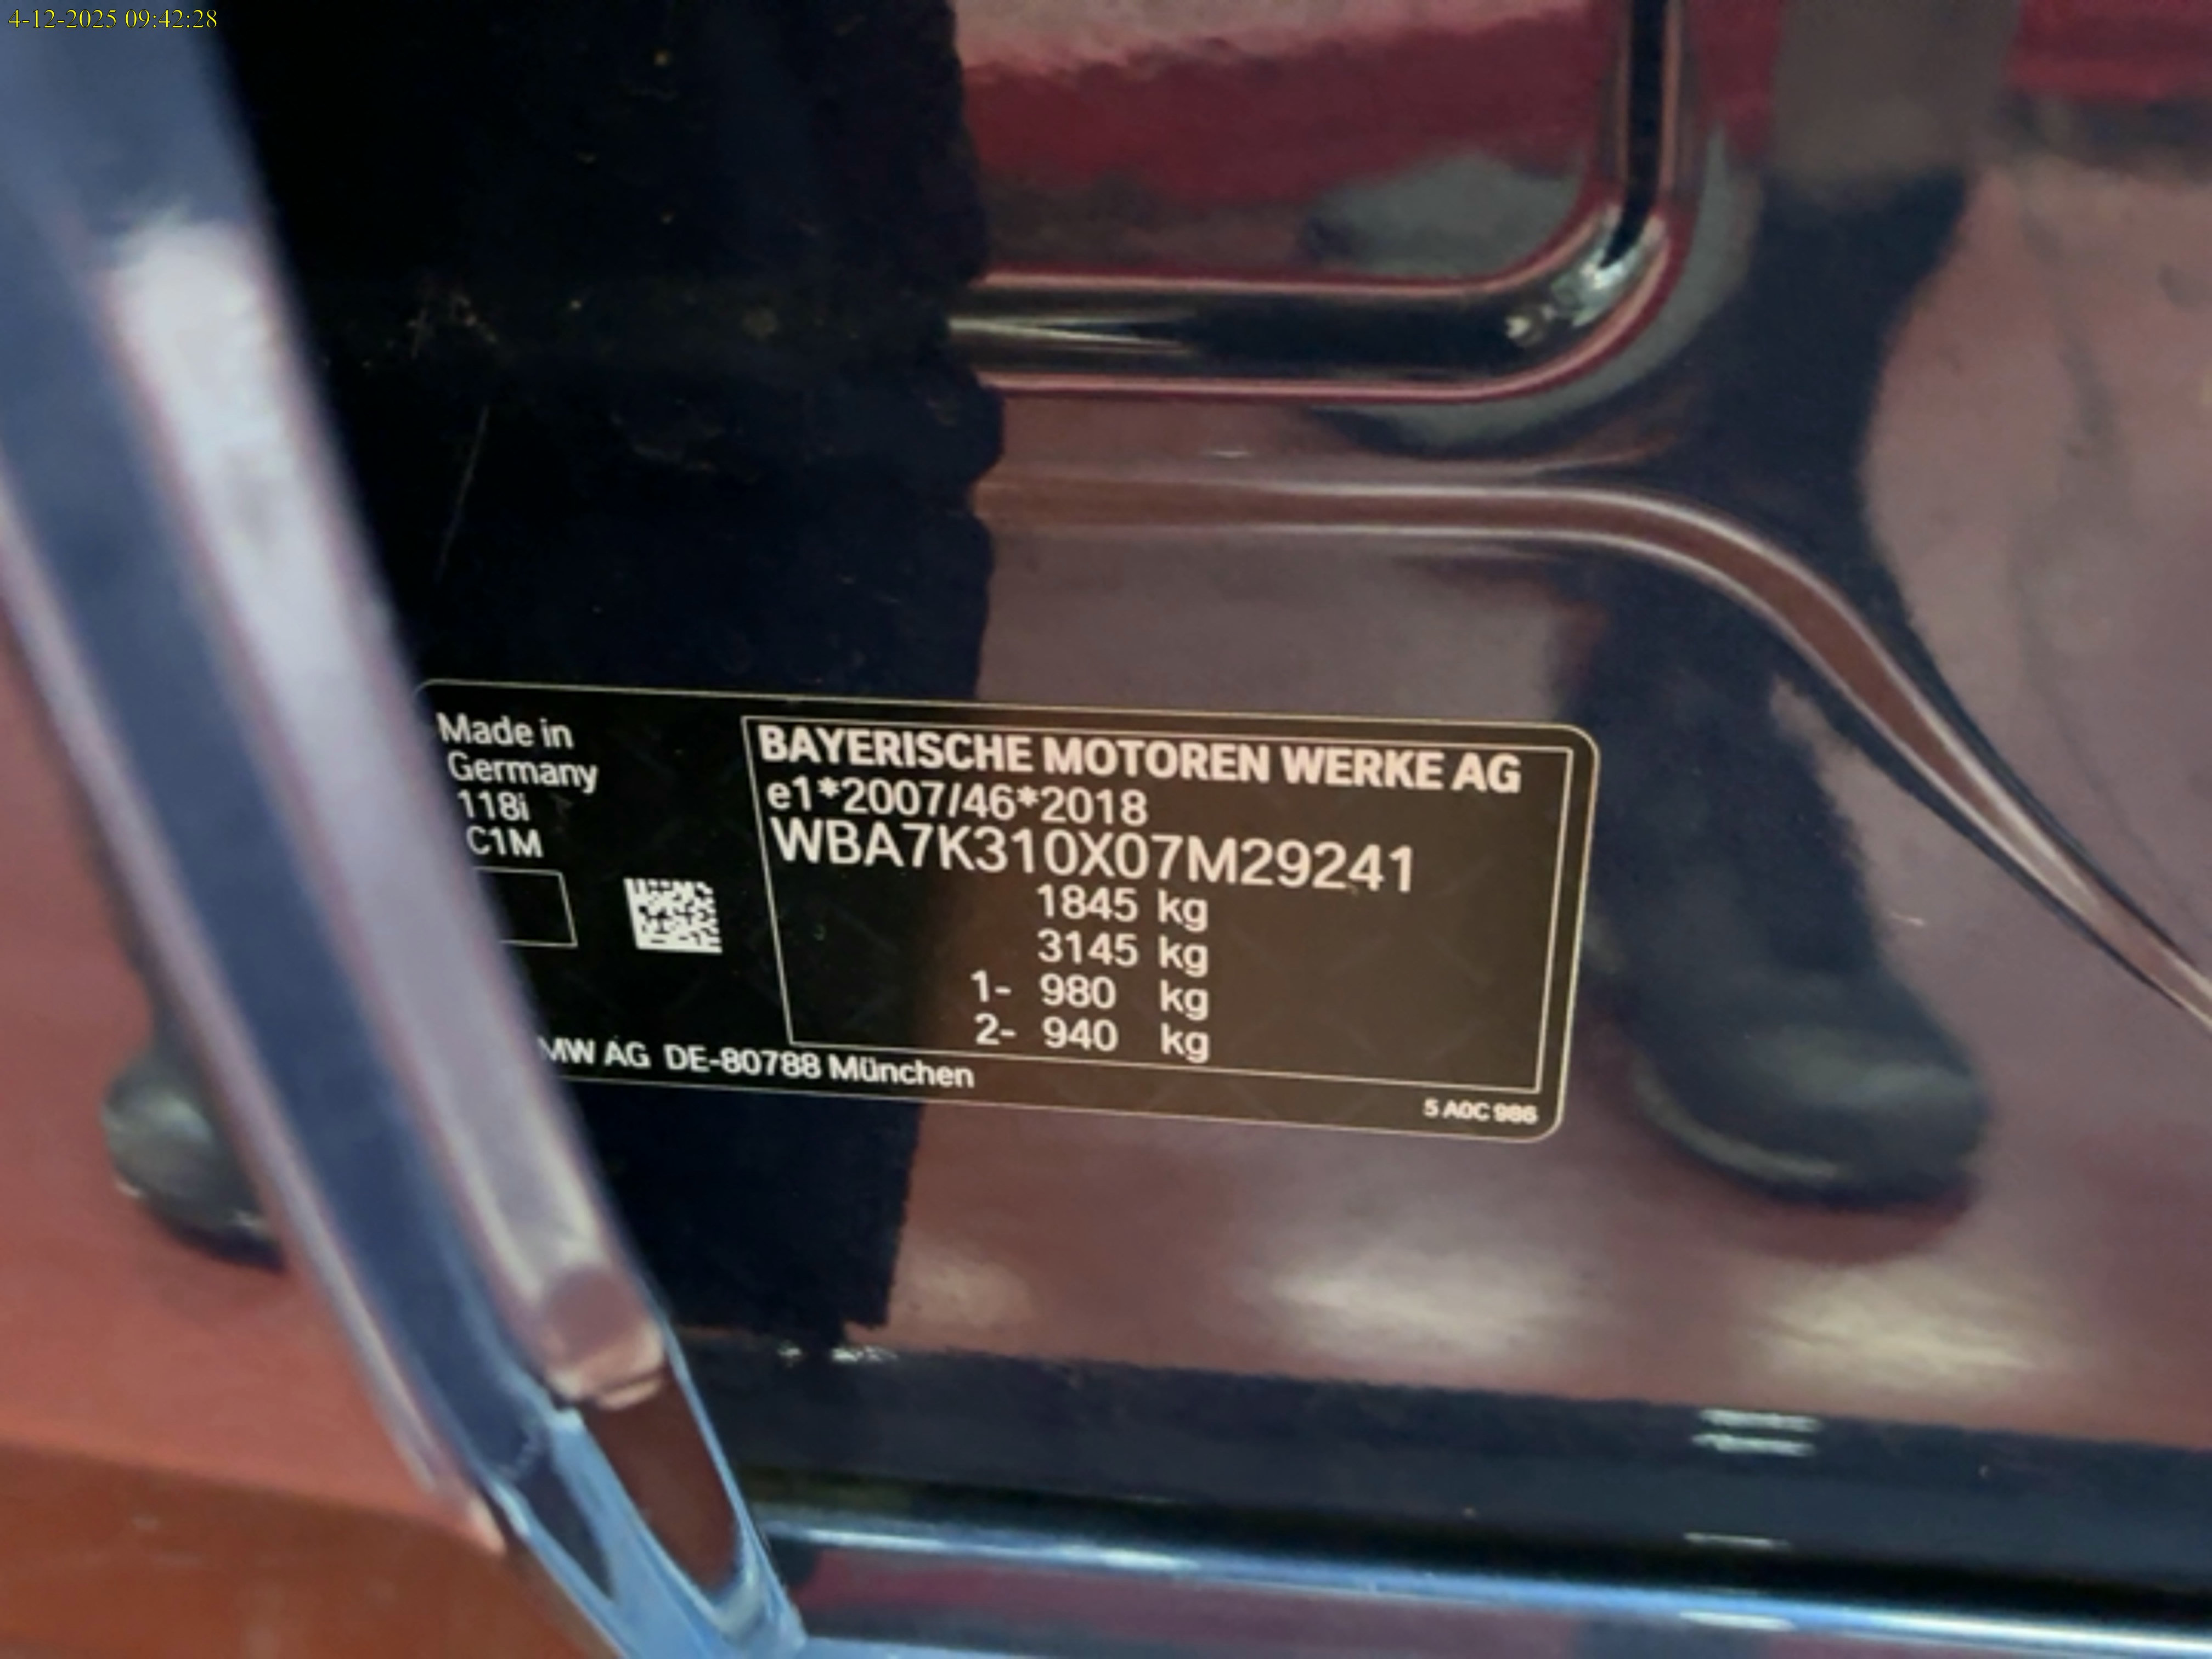 4-12-2025 09:42:28
Made in
Germany
118i
C1M
BAYERISCHE MOTOREN WERKE AG
e1*2007/46*2018
WBA7K310X07M29241
1845 kg
3145 kg
1- 980 kg
2- 940 kg
MW AG DE-80788 München
5 A0C 986